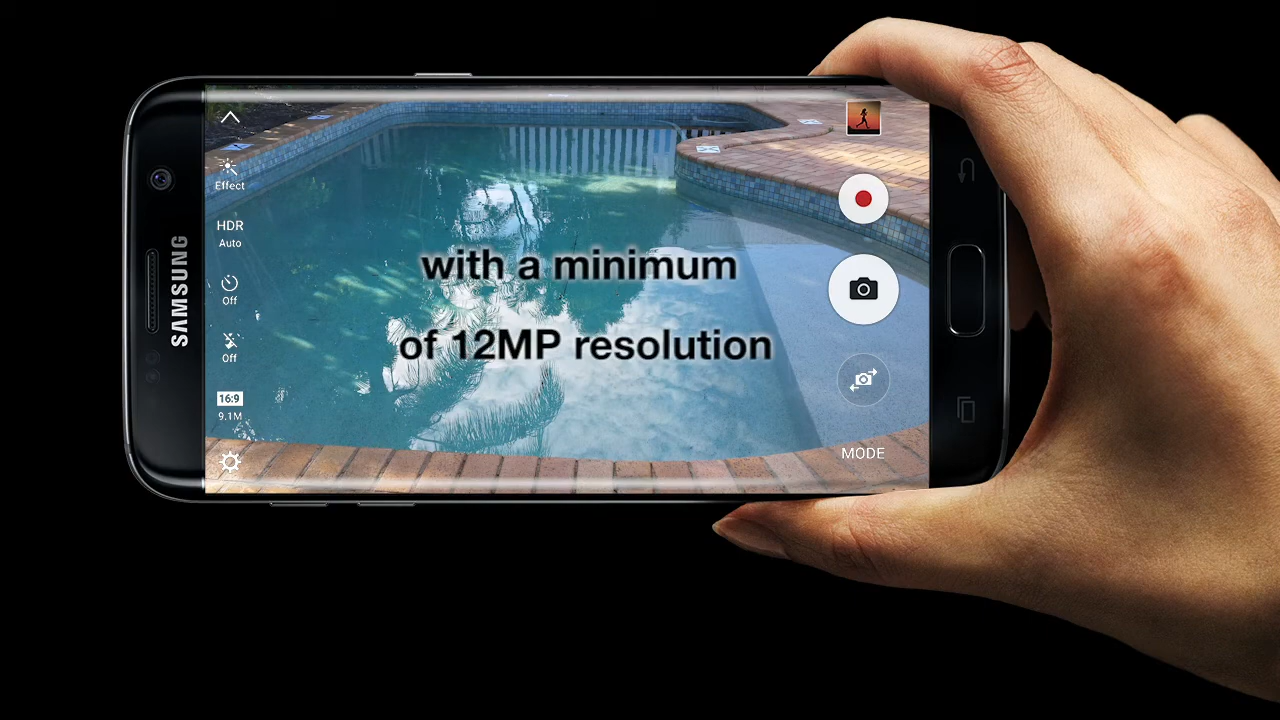 SAMSUNG
Effect
HDR
Auto
Off
Off
16:9
9.1M
with a minimum
of 12MP resolution
MODE